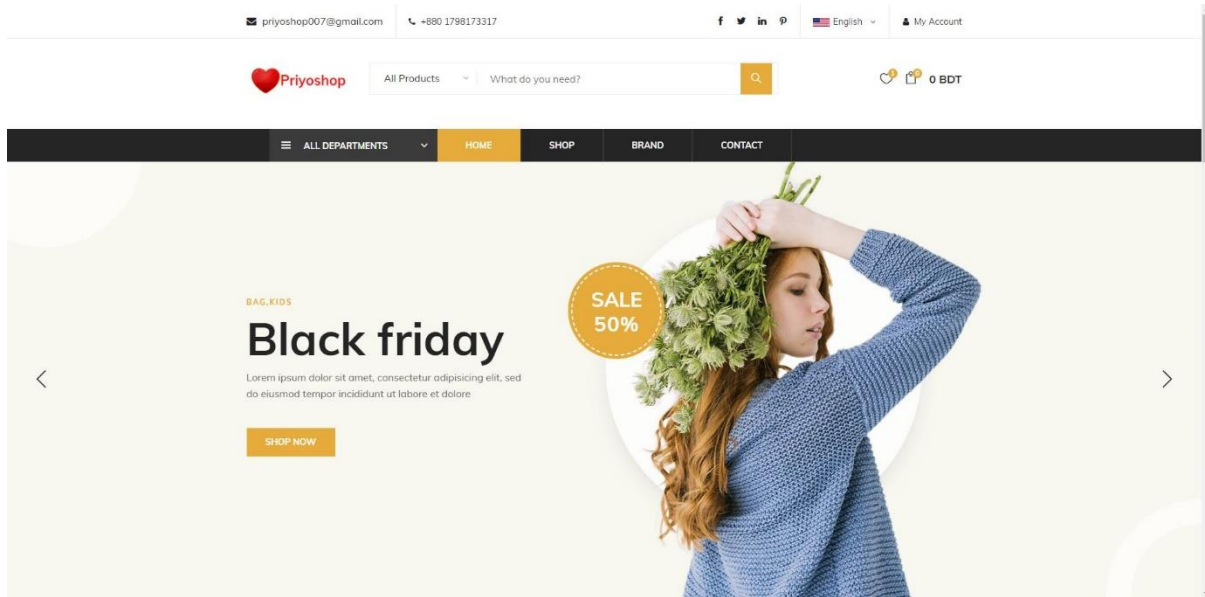 priyoshop007@gmail.com
+880 1798173317
English
My Account
Priyoshop
All Products
What do you need?
1
0
0 BDT
ALL DEPARTMENTS
HOME
SHOP
BRAND
CONTACT
BAG,KIDS
Black friday
Lorem ipsum dolor sit amet, consectetur adipisicing elit, sed
do eiusmod tempor incididunt ut labore et dolore
SHOP NOW
SALE
50%